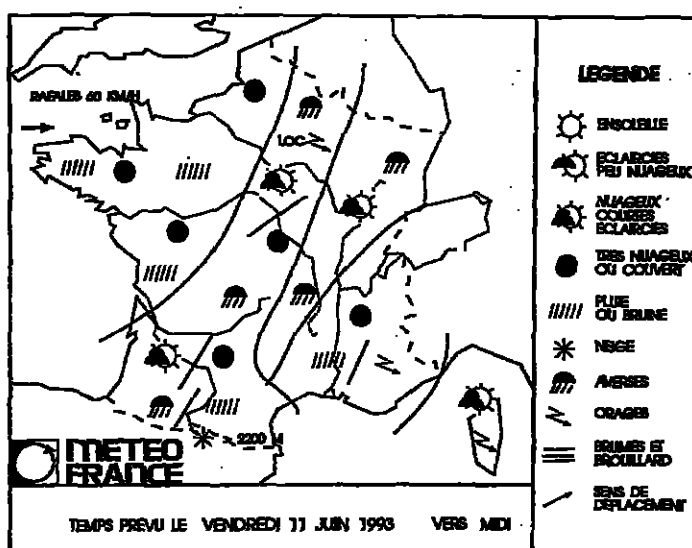 RAFALES 60 KM/H
LOC
2200 M
METEO
FRANCE
TEMPS PREVU LE VENDREDI 11 JUIN 1993 VERS MIDI
LEGENDE
ENSOLEILLE
ECLAIRCIES
PEU NUAGEUX
NUAGEUX
COURTES
ECLAIRCIES
TRES NUAGEUX
OU COUVERT
PLUIE
OU BRUINE
NEIGE
AVERSES
ORAGES
BRUMES ET
BROUILLARD
SENS DE
DEPLACEMENT